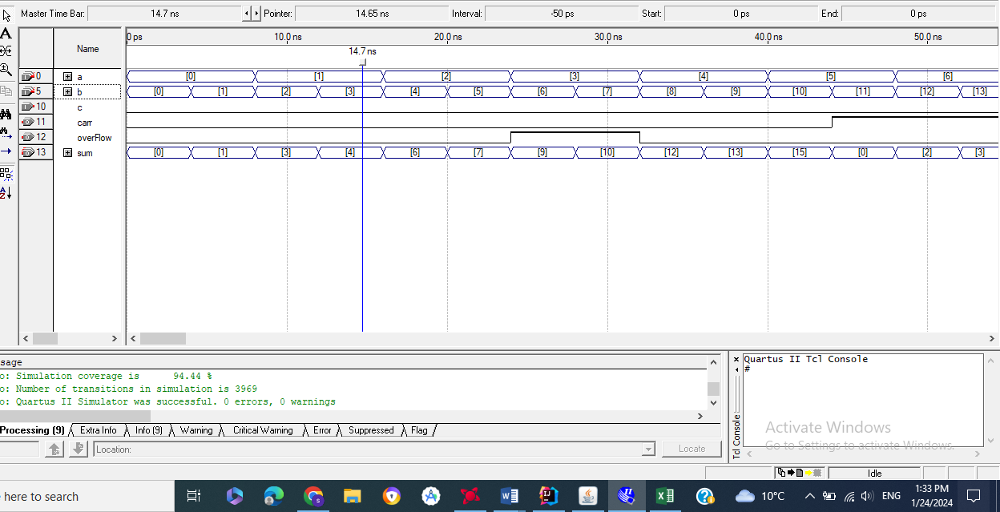 Master Time Bar: 14.7 ns Pointer: 14.65 ns Interval: -50 ps Start: 0 ps End: 0 ps
A
Name
0 ps 10.0 ns 20.0 ns 30.0 ns 40.0 ns 50.0 ns
14.7 ns
0 a [0] [1] [2] [3] [4] [5] [6]
5 b [0] [1] [2] [3] [4] [5] [6] [7] [8] [9] [10] [11] [12] [13]
10 c
11 carr
12 overFlow
13 sum [0] [1] [3] [4] [6] [7] [9] [10] [12] [13] [15] [0] [2] [3]
sage
o: Simulation coverage is 94.44 %
o: Number of transitions in simulation is 3969
o: Quartus II Simulator was successful. 0 errors, 0 warnings
Processing (9) Extra Info Info (9) Warning Critical Warning Error Suppressed Flag
Location: Locate
Quartus II Tcl Console
#
Tcl Console
Activate Windows
Go to Settings to activate Windows.
Idle
here to search
10°C ENG
1:33 PM
1/24/2024